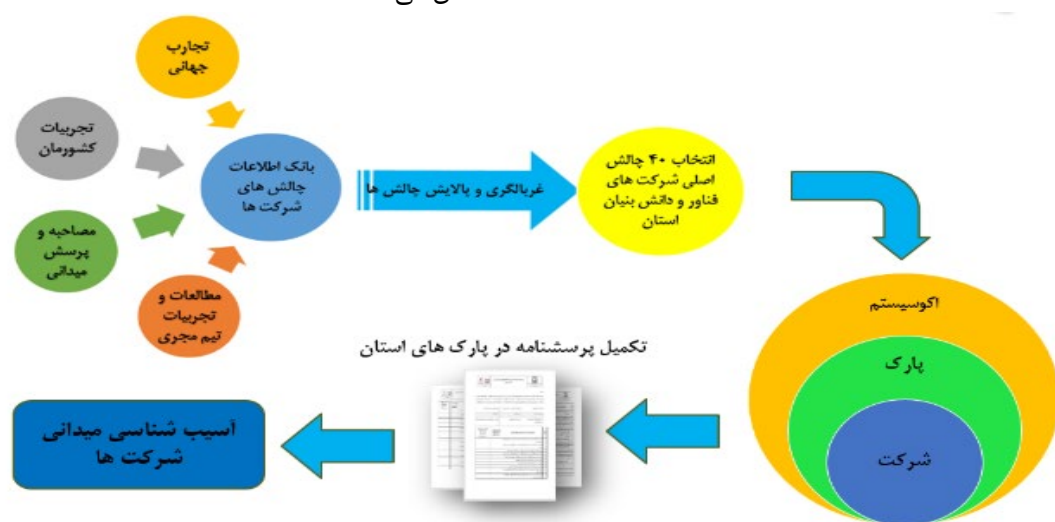 تجارب
جهانی
تجربیات
کشورمان
مصاحبه و
پرسش
میدانی
مطالعات و
تجربیات
تیم مجری
بانک اطلاعات
چالش های
شرکت ها
غربالگری و پالایش چالش ها
انتخاب ۴۰ چالش
اصلی شرکت های
فناور و دانش بنیان
استان
اکوسیستم
پارک
شرکت
تکمیل پرسشنامه در پارک های استان
آسیب شناسی میدانی
شرکت ها